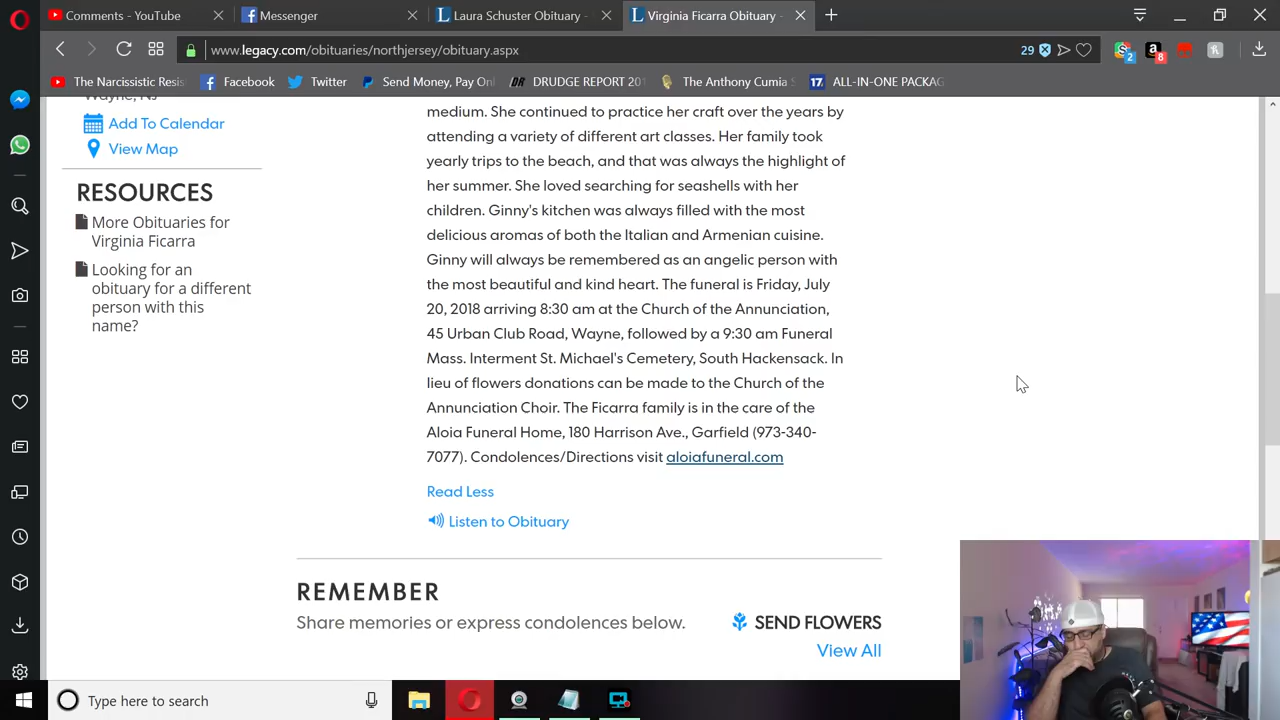 Comments - YouTube
Messenger
Laura Schuster Obituary -
Virginia Ficarra Obituary -
www.legacy.com/obituaries/northjersey/obituary.aspx
29
The Narcissistic Resis
Facebook
Twitter
Send Money, Pay On
DRUDGE REPORT 201
The Anthony Cumia S
17
ALL-IN-ONE PACKAG
2
8
Wayne, NJ
Add To Calendar
View Map
RESOURCES
More Obituaries for
Virginia Ficarra
Looking for an
obituary for a different
person with this
name?
medium. She continued to practice her craft over the years by
attending a variety of different art classes. Her family took
yearly trips to the beach, and that was always the highlight of
her summer. She loved searching for seashells with her
children. Ginny's kitchen was always filled with the most
delicious aromas of both the Italian and Armenian cuisine.
Ginny will always be remembered as an angelic person with
the most beautiful and kind heart. The funeral is Friday, July
20, 2018 arriving 8:30 am at the Church of the Annunciation,
45 Urban Club Road, Wayne, followed by a 9:30 am Funeral
Mass. Interment St. Michael's Cemetery, South Hackensack. In
lieu of flowers donations can be made to the Church of the
Annunciation Choir. The Ficarra family is in the care of the
Aloia Funeral Home, 180 Harrison Ave., Garfield (973-340-
7077). Condolences/Directions visit aloiafuneral.com
Read Less
Listen to Obituary
REMEMBER
Share memories or express condolences below.
SEND FLOWERS
View All
Type here to search